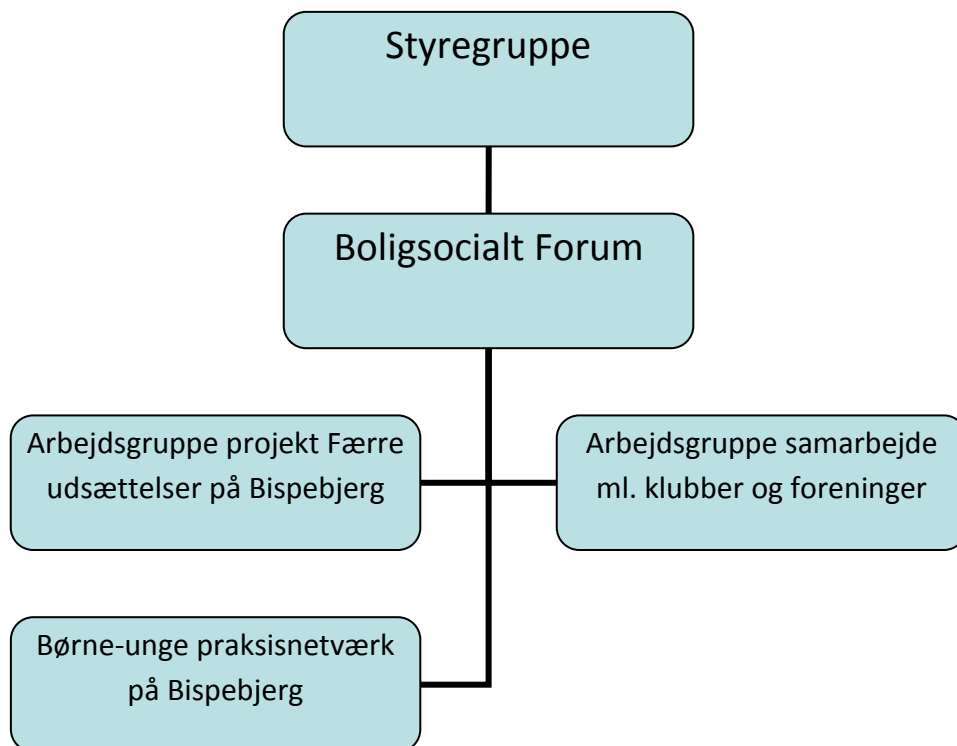 Styregruppe
Boligsocialt Forum
Arbejdsgruppe projekt Færre
udsættelser på Bispebjerg
Arbejdsgruppe samarbejde
ml. klubber og foreninger
Børne-unge praksisnetværk
på Bispebjerg